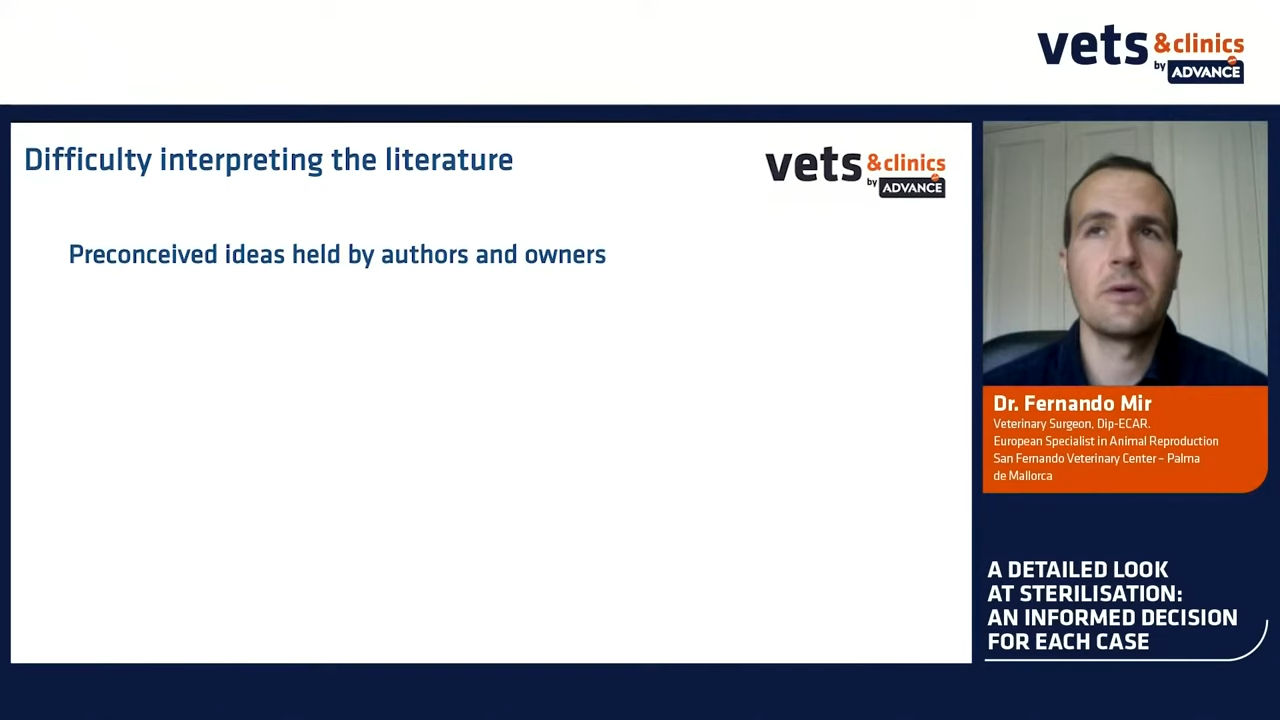 vets &clinics
by ADVANCE
Difficulty interpreting the literature
vets &clinics
by ADVANCE
Preconceived ideas held by authors and owners
Dr. Fernando Mir
Veterinary Surgeon, Dip-ECAR.
European Specialist in Animal Reproduction
San Fernando Veterinary Center – Palma
de Mallorca
A DETAILED LOOK
AT STERILISATION:
AN INFORMED DECISION
FOR EACH CASE